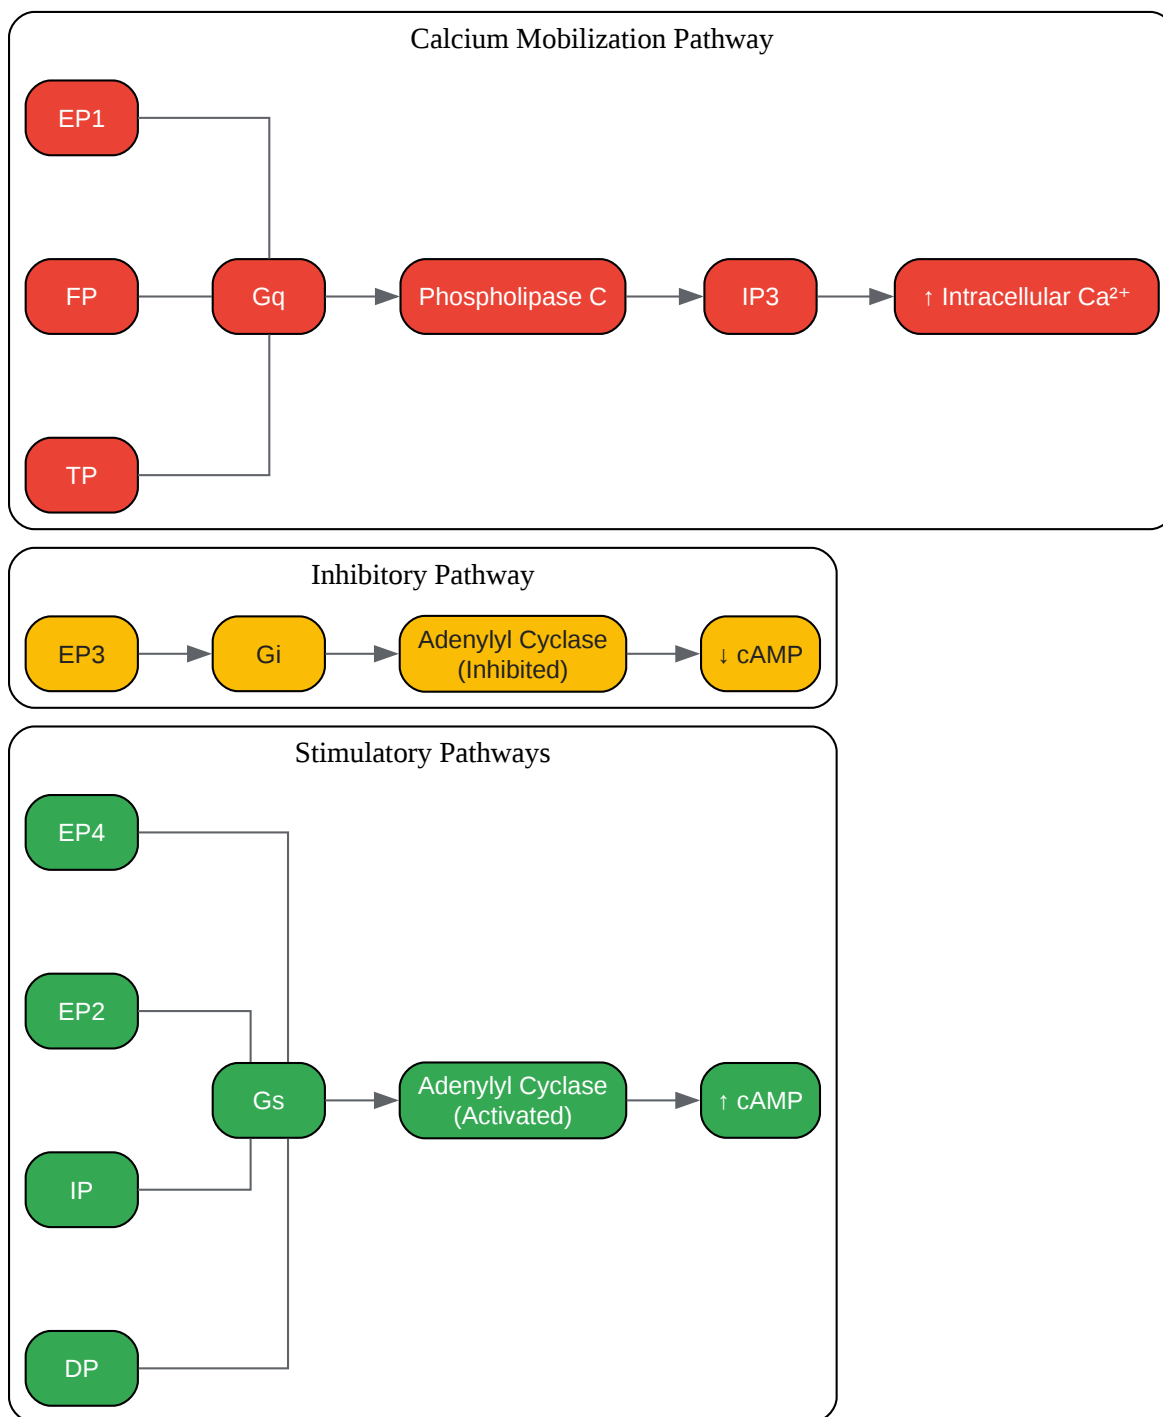 Calcium Mobilization Pathway
EP1
FP
Gq
Phospholipase C
IP3
↑ Intracellular Ca²⁺
TP
Inhibitory Pathway
EP3
Gi
Adenylyl Cyclase
(Inhibited)
↓ cAMP
Stimulatory Pathways
EP4
EP2
Gs
Adenylyl Cyclase
(Activated)
↑ cAMP
IP
DP